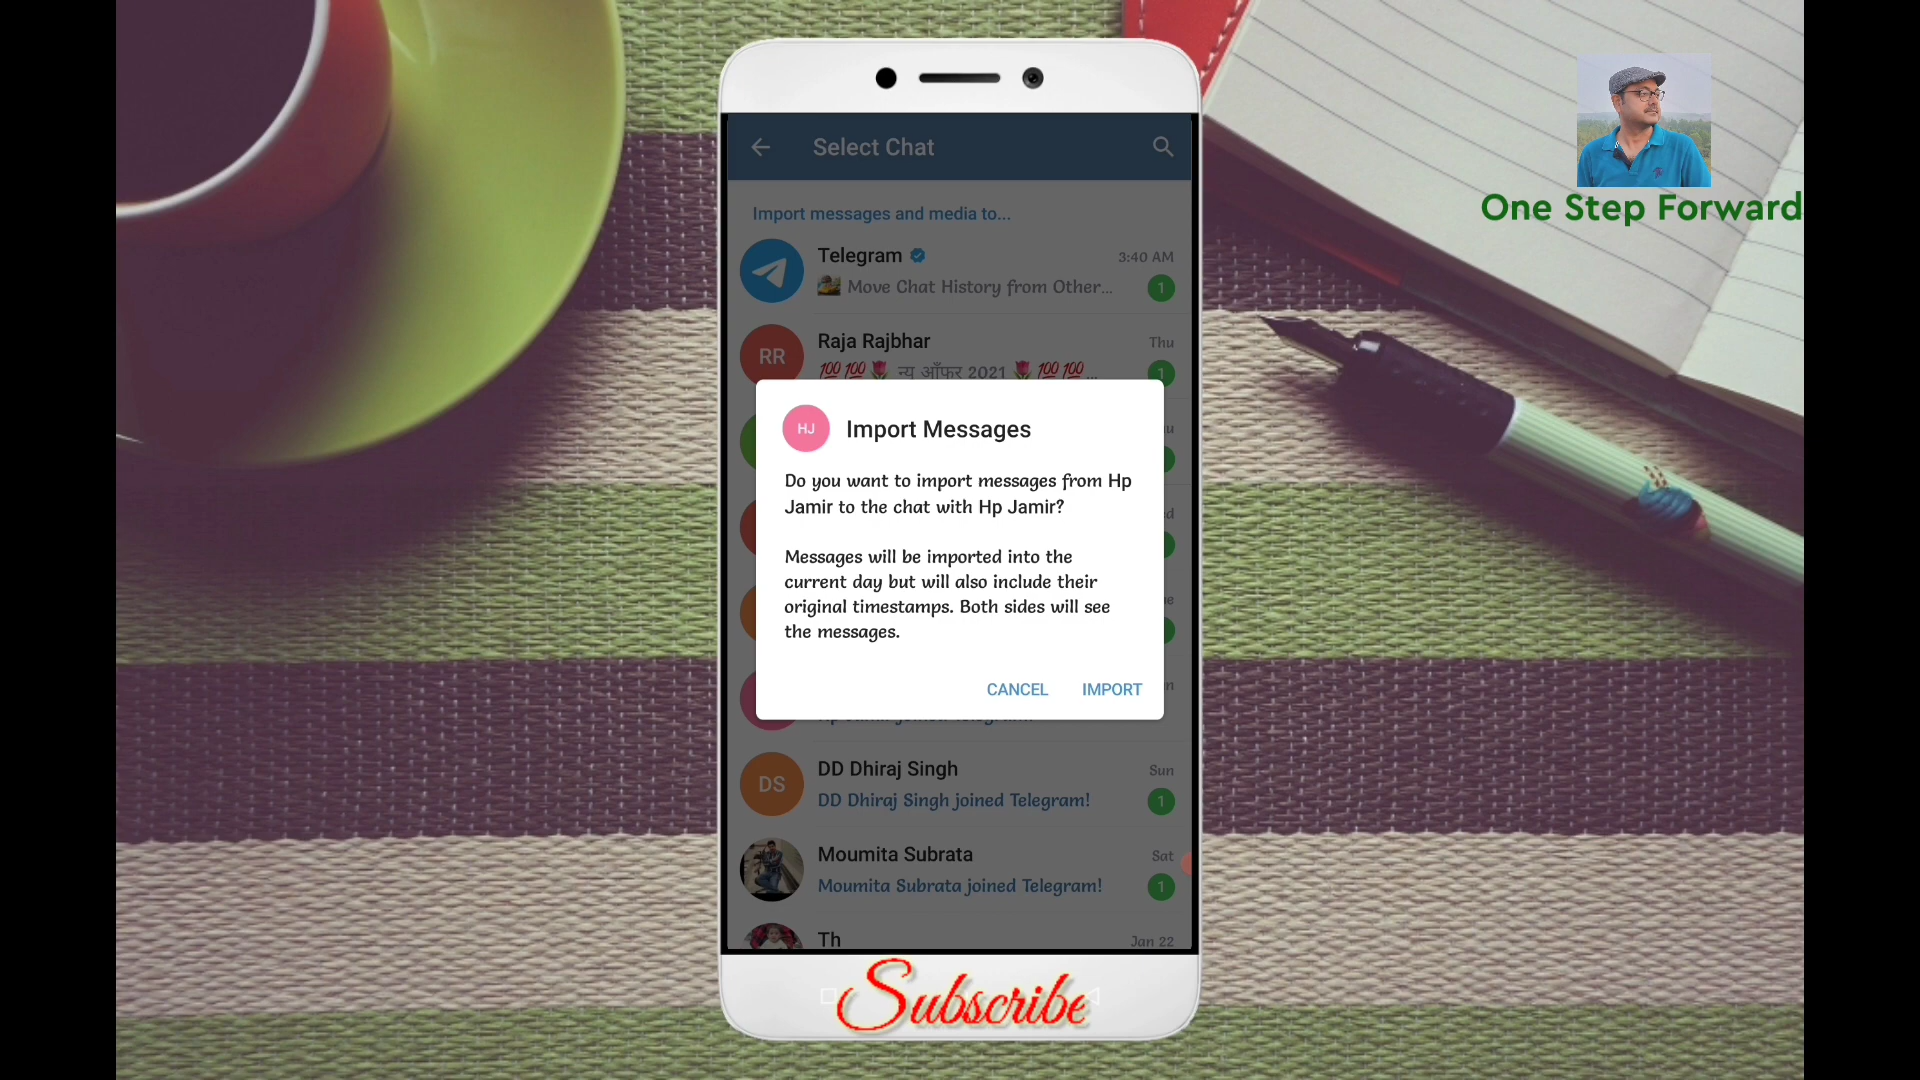 One Step Forward
Select Chat
Import messages and media to...
Telegram
3:40 AM
Move Chat History from Other...
1
RR
Raja Rajbhar
Thu
💯💯🌷 न्यु ऑफर 2021 🌷💯💯...
1
HJ
Import Messages
Do you want to import messages from Hp
Jamir to the chat with Hp Jamir?
Messages will be imported into the
current day but will also include their
original timestamps. Both sides will see
the messages.
CANCEL
IMPORT
DS
DD Dhiraj Singh
Sun
DD Dhiraj Singh joined Telegram!
1
Moumita Subrata
Sat
Moumita Subrata joined Telegram!
1
Th
Jan 22
Subscribe